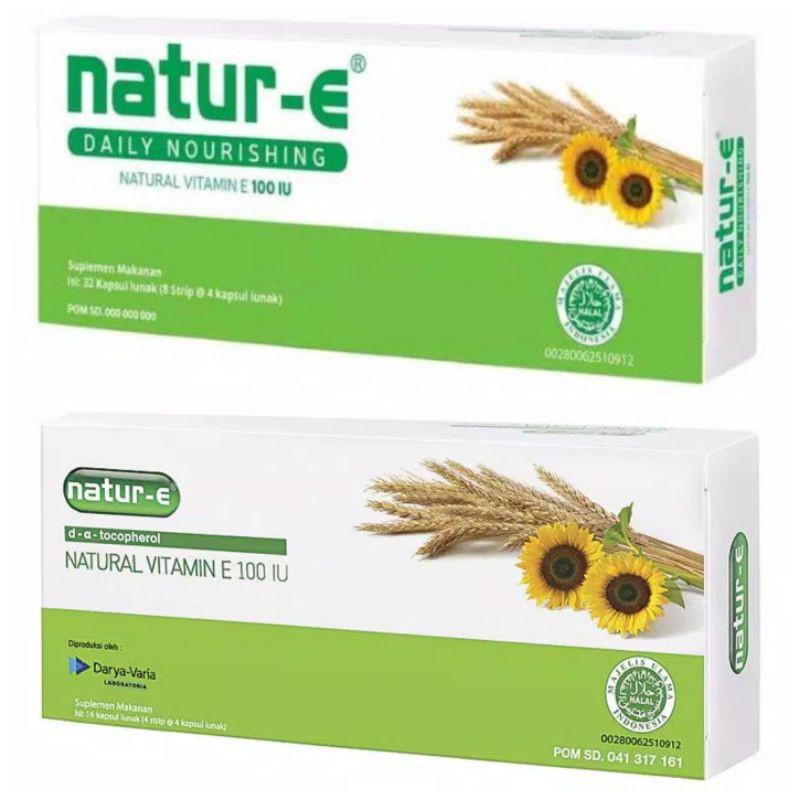 natur-e®
DAILY NOURISHING
NATURAL VITAMIN E 100 IU
Suplemen Makanan
Isi: 32 Kapsul lunak (8 Strip @ 4 kapsul lunak)
POM SD. 000 000 000
MAJELIS ULAMA
حلال
HALAL
INDONESIA
00280062510912
natur-e®
DAILY NOURISHING
natur-e®
d-α-tocopherol
NATURAL VITAMIN E 100 IU
Diproduksi oleh :
Darya-Varia
LABORATORIA
Suplemen Makanan
Isi: 16 kapsul lunak (4 strip @ 4 kapsul lunak)
MAJELIS ULAMA
حلال
HALAL
INDONESIA
00280062510912
POM SD. 041 317 161
natur-e